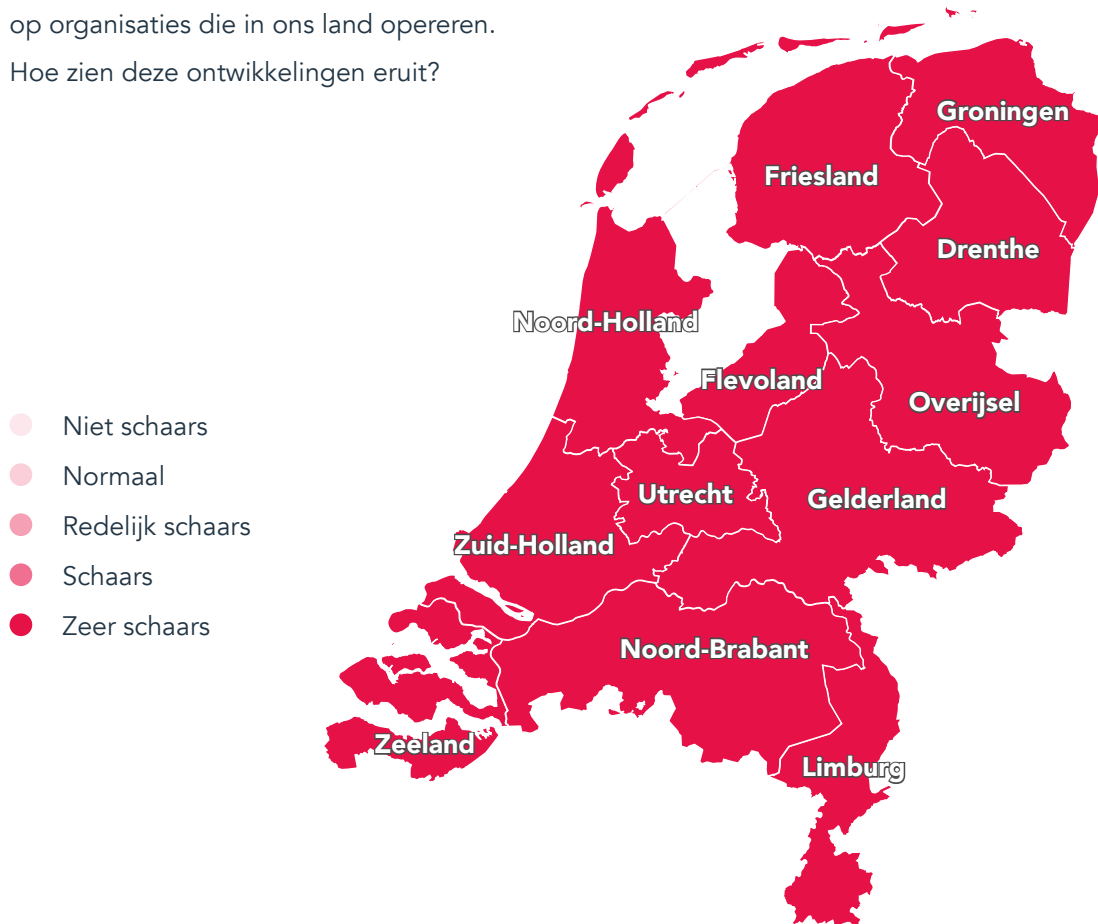 op organisaties die in ons land opereren.
Hoe zien deze ontwikkelingen eruit?
Groningen
Friesland
Drenthe
Noord-Holland
Flevoland
Overijsel
Niet schaars
Normaal
Redelijk schaars
Schaars
Zeer schaars
Utrecht
Gelderland
Zuid-Holland
Noord-Brabant
Zeeland
Limburg